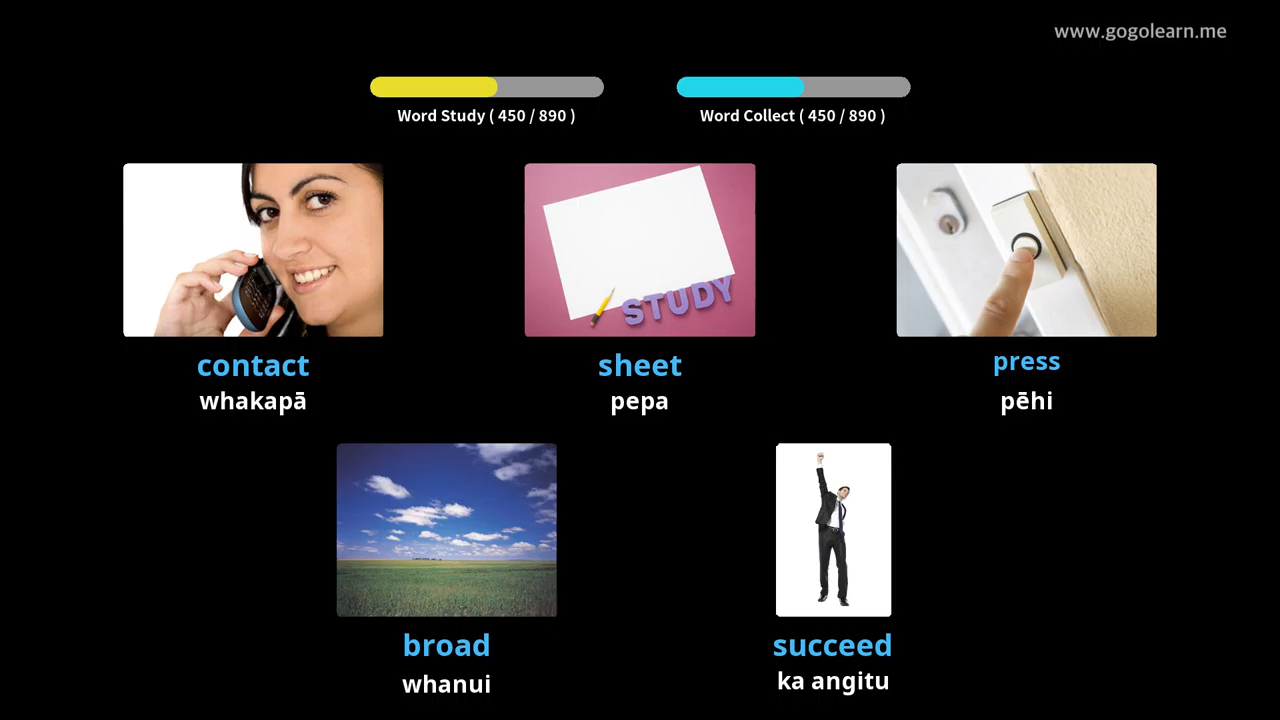 www.gogolearn.me
Word Study ( 450 / 890 )
Word Collect ( 450 / 890 )
STUDY
contact
whakapā
sheet
pepa
press
pēhi
broad
whanui
succeed
ka angitu